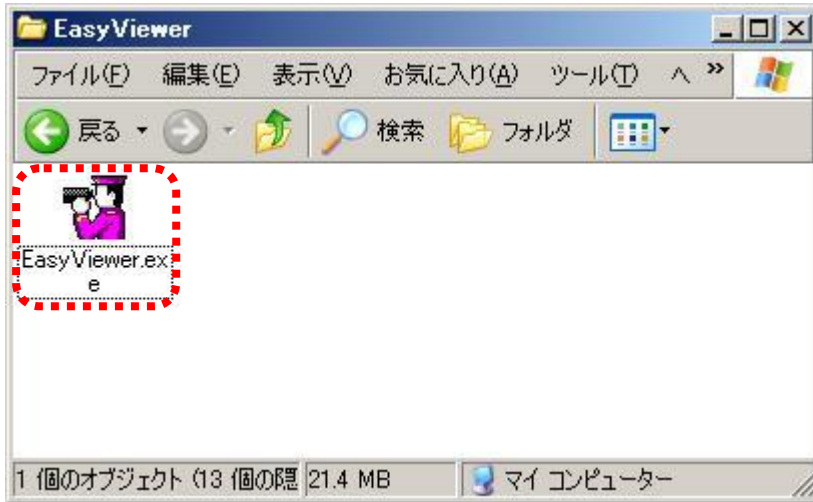 EasyViewer
ファイル(F) 編集(E) 表示(V) お気に入り(A) ツール(T) ヘ »
戻る 検索 フォルダ
EasyViewer.ex
e
1 個のオブジェクト (13 個の隠 21.4 MB マイ コンピューター